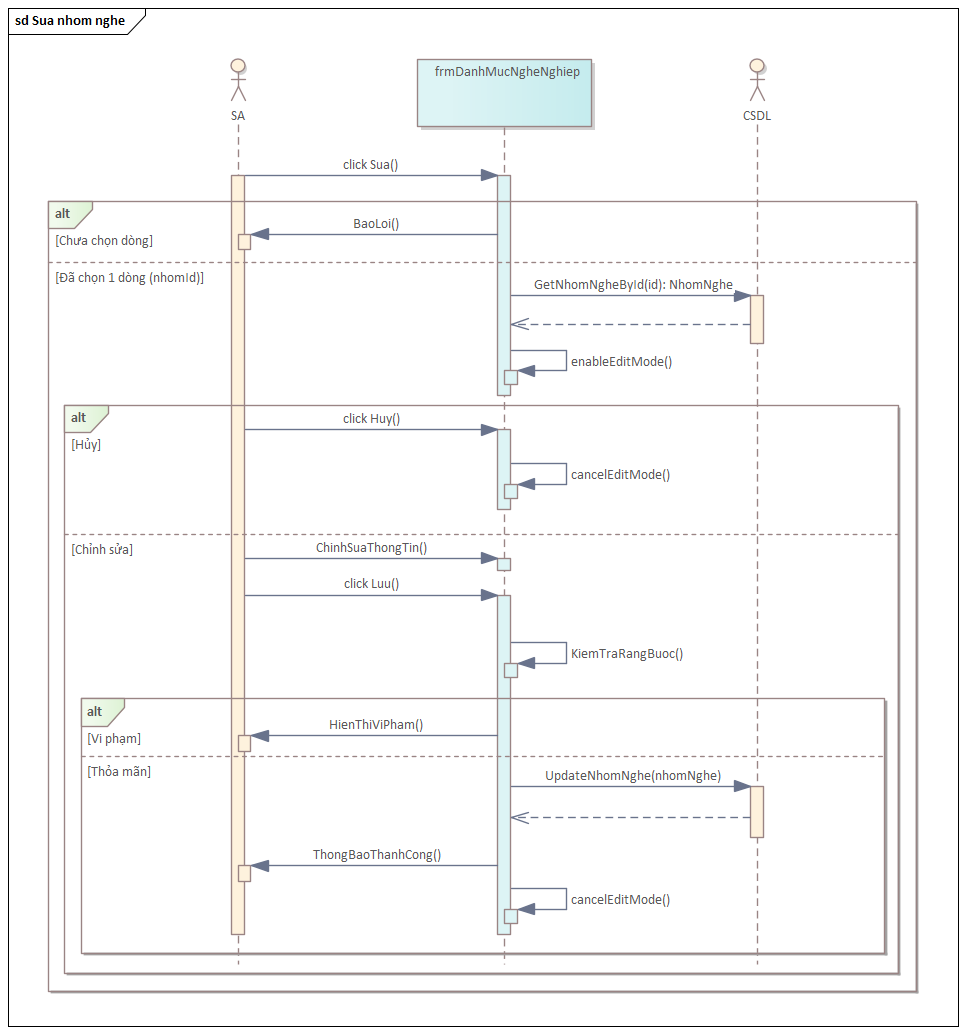 sd Sua nhom nghe
SA
frmDanhMucNgheNghiep
CSDL
click Sua()
alt
BaoLoi()
[Chưa chọn dòng]
[Đã chọn 1 dòng (nhomId)]
GetNhomNgheById(id): NhomNghe
enableEditMode()
alt
click Huy()
[Hủy]
cancelEditMode()
[Chỉnh sửa]
ChinhSuaThongTin()
click Luu()
KiemTraRangBuoc()
alt
HienThiViPham()
[Vi phạm]
[Thỏa mãn]
UpdateNhomNghe(nhomNghe)
ThongBaoThanhCong()
cancelEditMode()